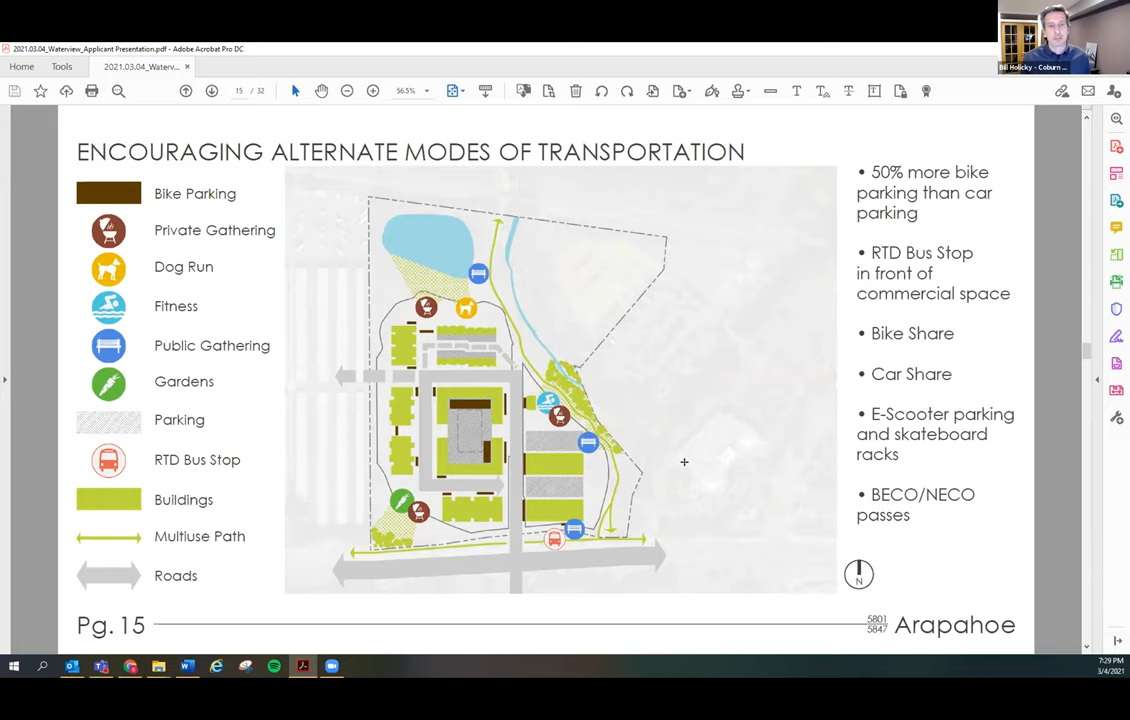 Bill Holicky - Coburn ...
2021.03.04_Waterview_Applicant Presentation.pdf - Adobe Acrobat Pro DC
Home Tools 2021.03.04_Waterv... ×
15 / 32 56.5%
ENCOURAGING ALTERNATE MODES OF TRANSPORTATION
Bike Parking
Private Gathering
Dog Run
Fitness
Public Gathering
Gardens
Parking
RTD Bus Stop
Buildings
Multiuse Path
Roads
• 50% more bike
parking than car
parking
• RTD Bus Stop
in front of
commercial space
• Bike Share
• Car Share
• E-Scooter parking
and skateboard
racks
• BECO/NECO
passes
N
Pg. 15
5801
5847
Arapahoe
7:29 PM
3/4/2021